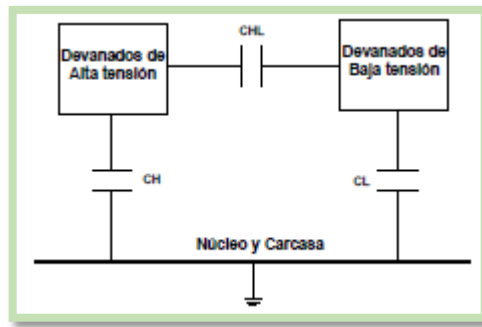 CHL
Devanados de
Alta tensión
Devanados de
Baja tensión
CH
CL
Núcleo y Carcasa